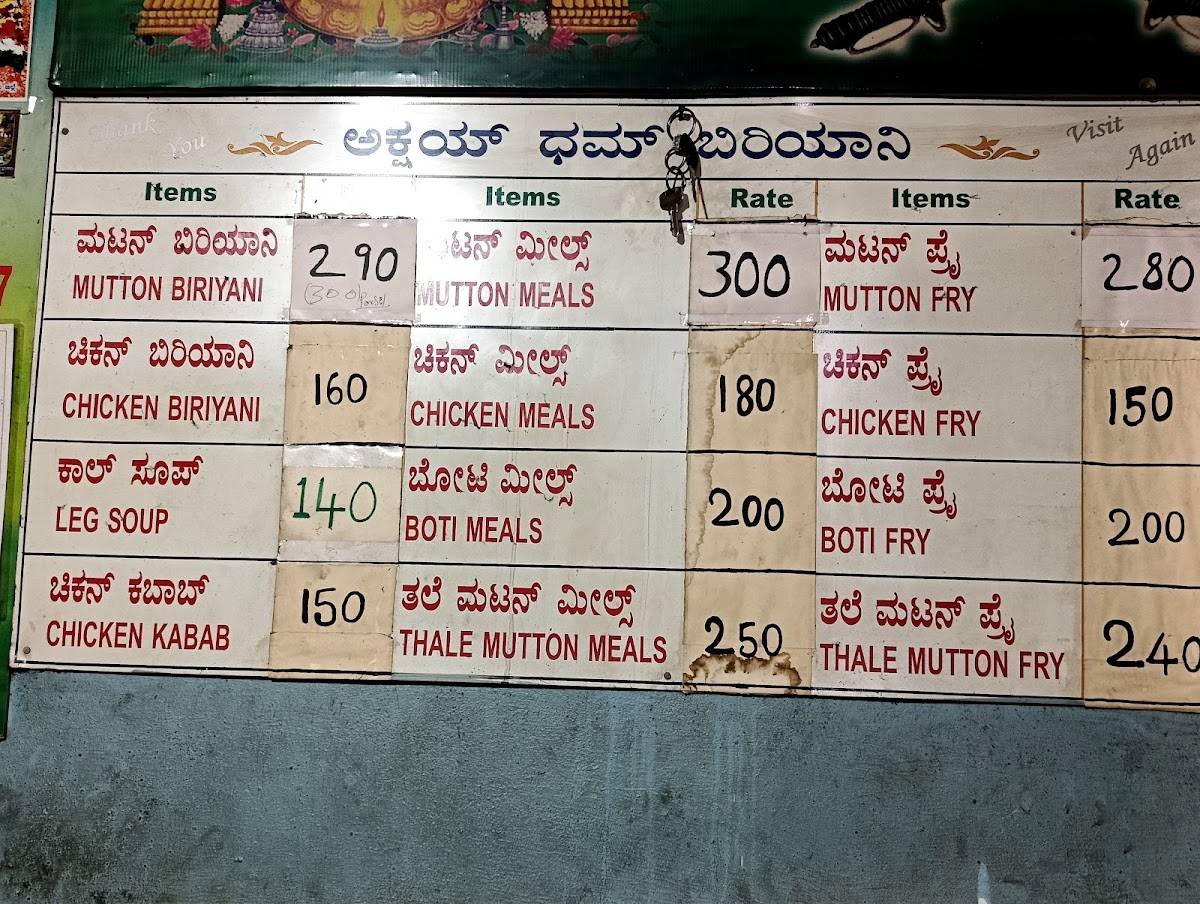 Thank
You
ಅಕ್ಷಯ್ ಧಮ್ ಬಿರಿಯಾನಿ
Visit
Again
Items Items Rate Items Rate
ಮಟನ್ ಬಿರಿಯಾನಿ
MUTTON BIRIYANI
290
(300/
ಟನ್ ಮೀಲ್ಸ್
MUTTON MEALS
300
ಮಟನ್ ಫ್ರೈ
MUTTON FRY
280
ಚಿಕನ್ ಬಿರಿಯಾನಿ
CHICKEN BIRIYANI
160
ಚಿಕನ್ ಮೀಲ್ಸ್
CHICKEN MEALS
180
ಚಿಕನ್ ಫ್ರೈ
CHICKEN FRY
150
ಕಾಲ್ ಸೂಪ್
LEG SOUP
140
ಬೋಟಿ ಮೀಲ್ಸ್
BOTI MEALS
200
ಬೋಟಿ ಫ್ರೈ
BOTI FRY
200
ಚಿಕನ್ ಕಬಾಬ್
CHICKEN KABAB
150
ತಲೆ ಮಟನ್ ಮೀಲ್ಸ್
THALE MUTTON MEALS
250
ತಲೆ ಮಟನ್ ಫ್ರೈ
THALE MUTTON FRY
240